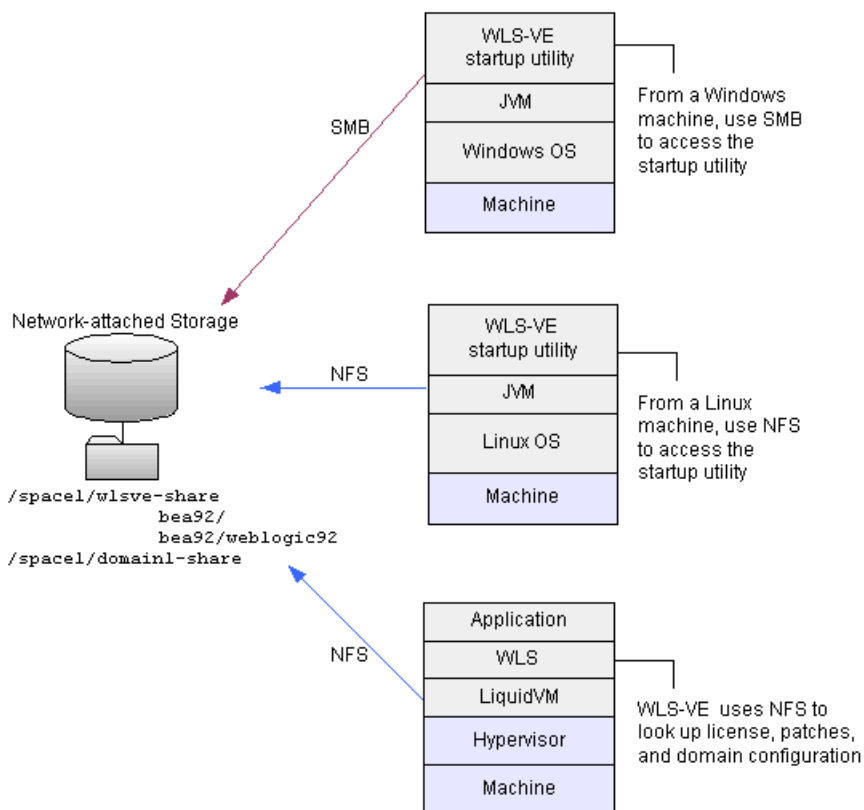 WLS-VE
startup utility
JVM
Windows OS
Machine
From a Windows
machine, use SMB
to access the
startup utility
SMB
Network-attached Storage
/space1/wlsve-share
bea92/
bea92/weblogic92
/space1/domain1-share
NFS
WLS-VE
startup utility
JVM
Linux OS
Machine
From a Linux
machine, use NFS
to access the
startup utility
NFS
Application
WLS
LiquidVM
Hypervisor
Machine
WLS-VE uses NFS to
look up license, patches,
and domain configuration